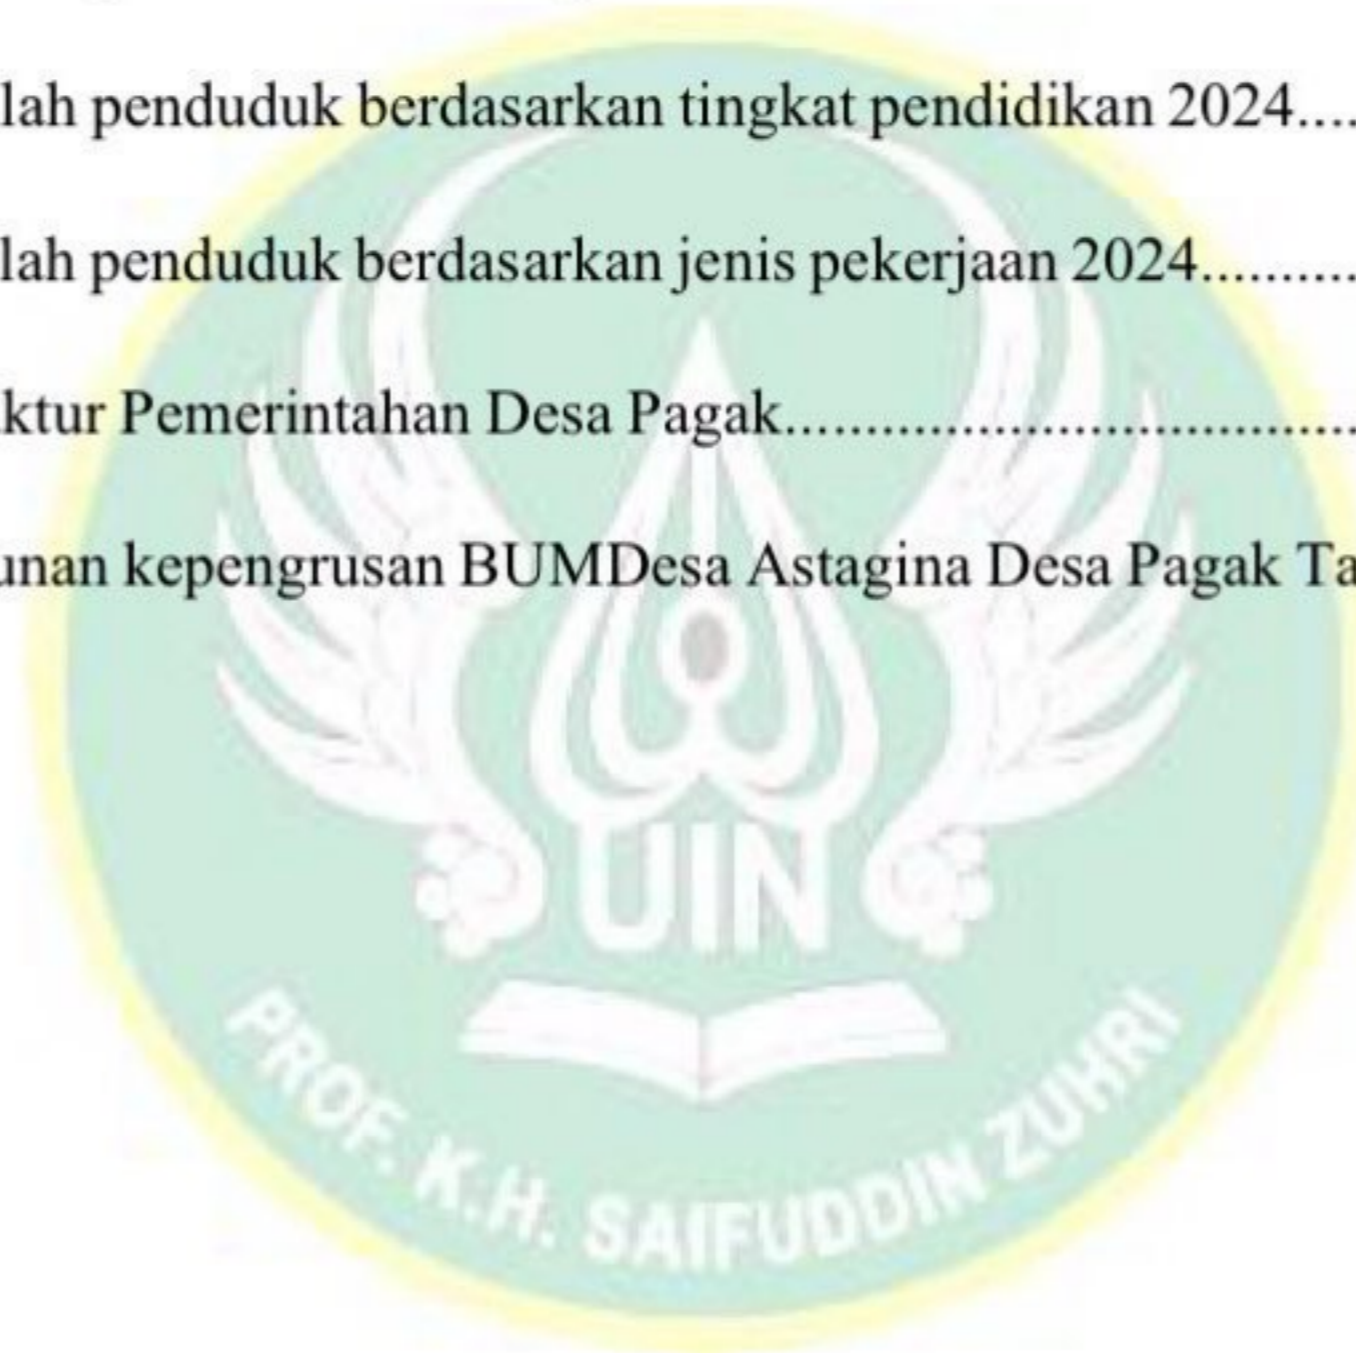 lah penduduk berdasarkan tingkat pendidikan 2024....
lah penduduk berdasarkan jenis pekerjaan 2024..........
ktur Pemerintahan Desa Pagak....................................
unan kepengrusan BUMDesa Astagina Desa Pagak Ta
UIN
PROF. K.H. SAIFUDDIN ZUHRI